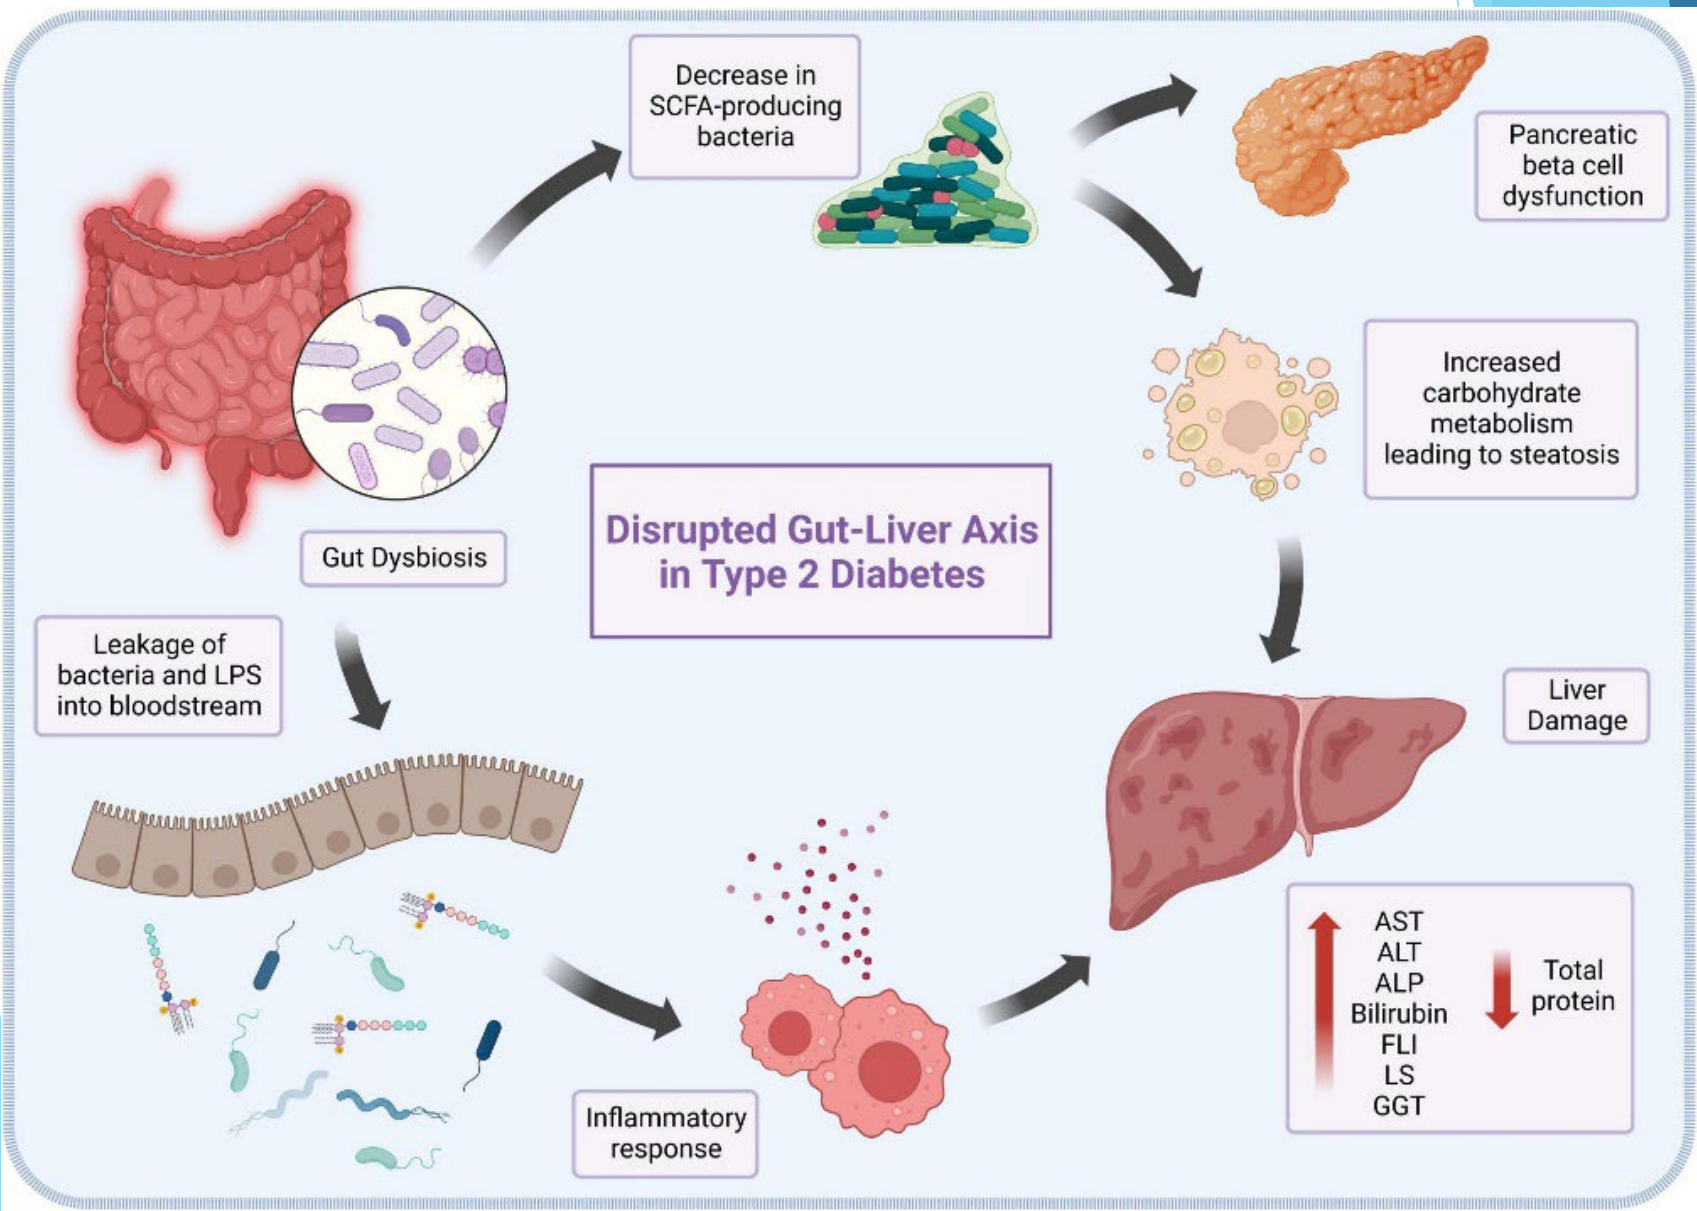 Decrease in
SCFA-producing
bacteria
Pancreatic
beta cell
dysfunction
Increased
carbohydrate
metabolism
leading to steatosis
Disrupted Gut-Liver Axis
in Type 2 Diabetes
Gut Dysbiosis
Leakage of
bacteria and LPS
into bloodstream
Liver
Damage
AST
ALT
ALP
Bilirubin
FLI
LS
GGT
Total
protein
Inflammatory
response